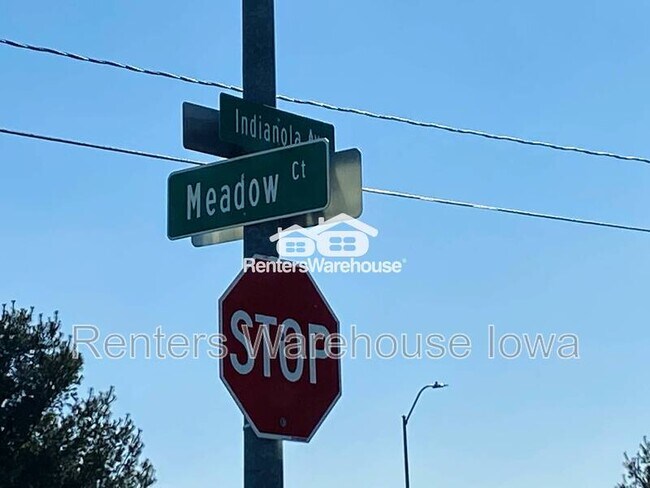 Indianola Av
Meadow Ct
RentersWarehouse®
STOP
Renters Warehouse Iowa